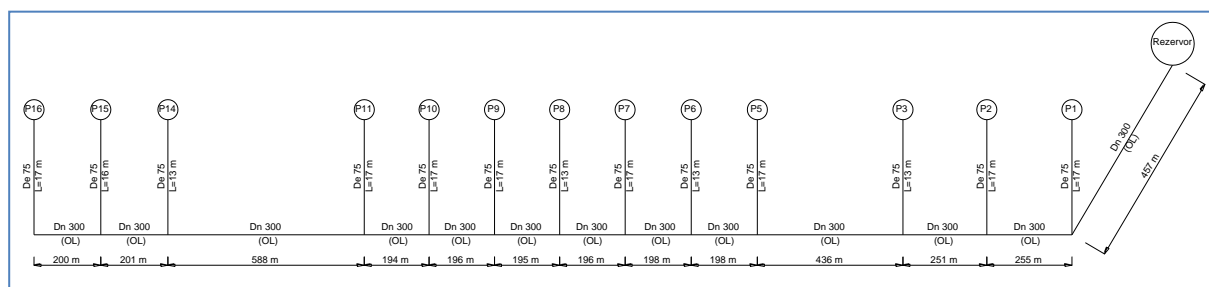 Rezervor
P16 P15 P14 P11 P10 P9 P8 P7 P6 P5 P3 P2 P1
Dn 300
(OL)
457 m
De 75
L=17 m
De 75
L=16 m
De 75
L=13 m
De 75
L=17 m
De 75
L=17 m
De 75
L=17 m
De 75
L=13 m
De 75
L=17 m
De 75
L=13 m
De 75
L=17 m
De 75
L=13 m
De 75
L=17 m
De 75
L=17 m
Dn 300 Dn 300 Dn 300 Dn 300 Dn 300 Dn 300 Dn 300 Dn 300 Dn 300 Dn 300 Dn 300 Dn 300
(OL) (OL) (OL) (OL) (OL) (OL) (OL) (OL) (OL) (OL) (OL) (OL)
200 m 201 m 588 m 194 m 196 m 195 m 196 m 198 m 198 m 436 m 251 m 255 m